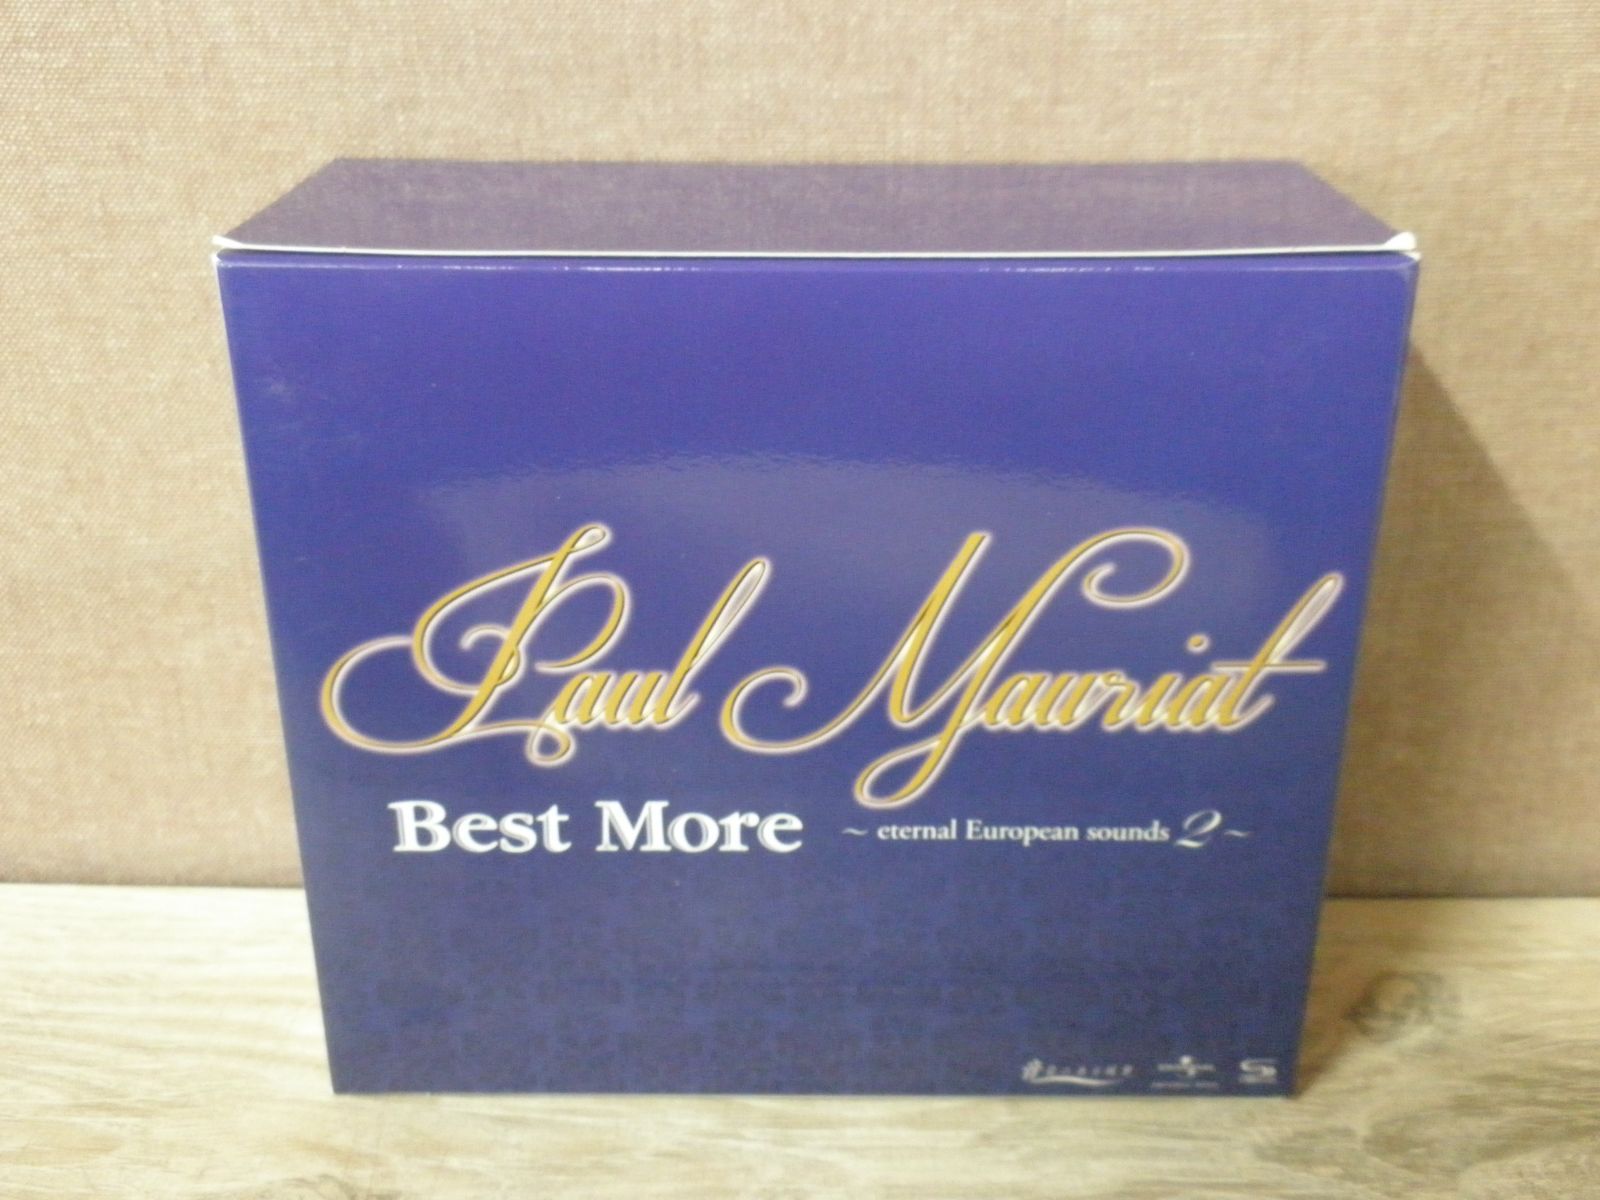 Paul Mauriat
Best More ~ eternal European sounds 2 ~